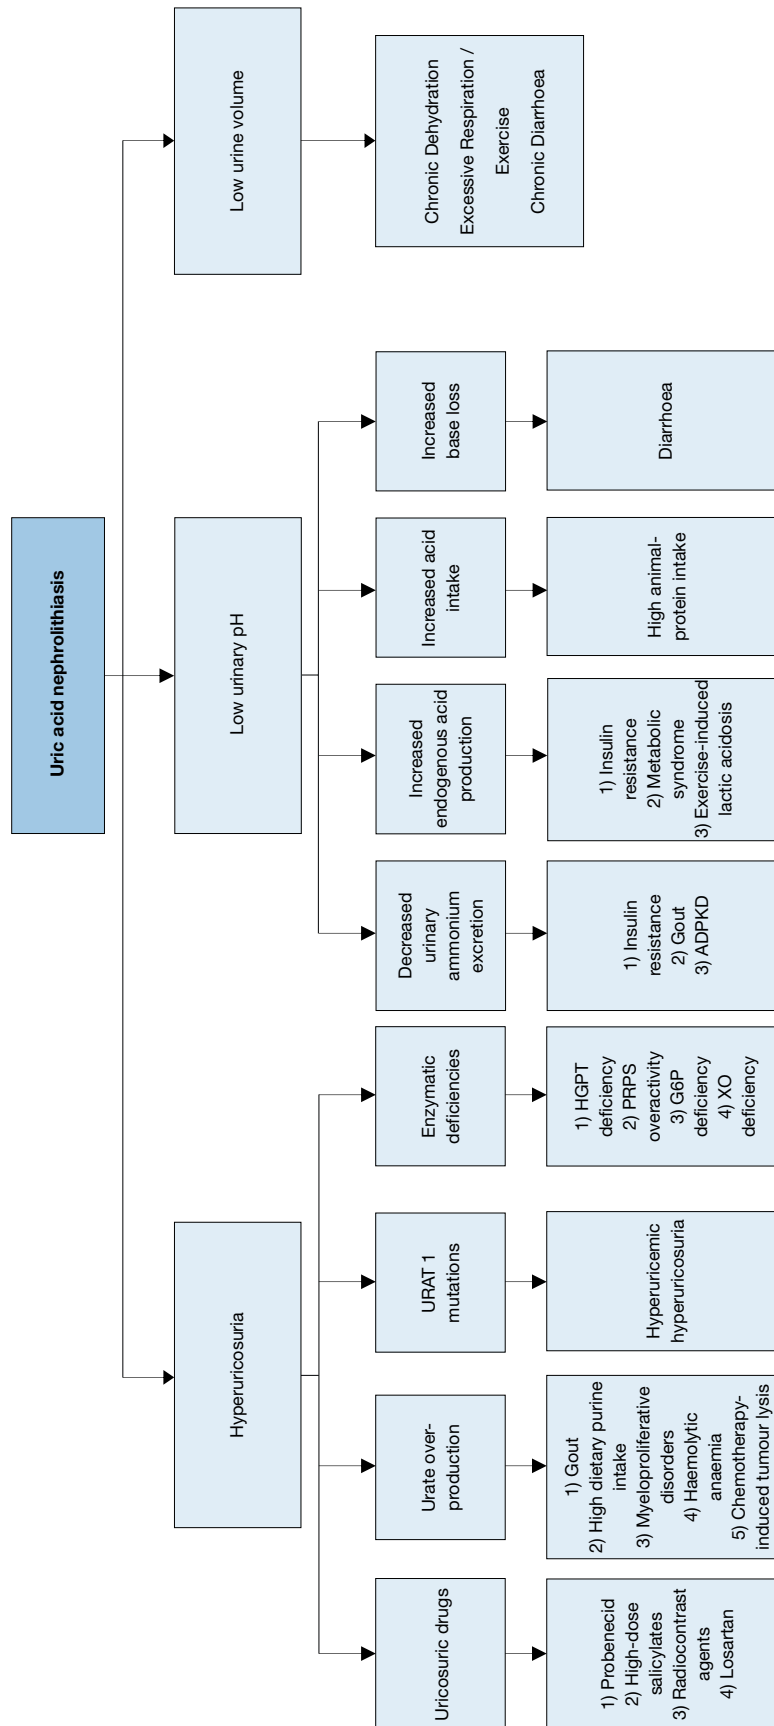 Uric acid nephrolithiasis
Hyperuricosuria
Low urinary pH
Low urine volume
Uricosuric drugs
Urate over-
production
URAT 1
mutations
Enzymatic
deficiencies
Decreased
urinary
ammonium
excretion
Increased
endogenous acid
production
Increased acid
intake
Increased
base loss
Chronic Dehydration
Excessive Respiration /
Exercise
Chronic Diarrhoea
1) Probenecid
2) High-dose
salicylates
3) Radiocontrast
agents
4) Losartan
1) Gout
2) High dietary purine
intake
3) Myeloproliferative
disorders
4) Haemolytic
anaemia
5) Chemotherapy-
induced tumour lysis
Hyperuricemic
hyperuricosuria
1) HGPT
deficiency
2) PRPS
overactivity
3) G6P
deficiency
4) XO
deficiency
1) Insulin
resistance
2) Gout
3) ADPKD
1) Insulin
resistance
2) Metabolic
syndrome
3) Exercise-induced
lactic acidosis
High animal-
protein intake
Diarrhoea